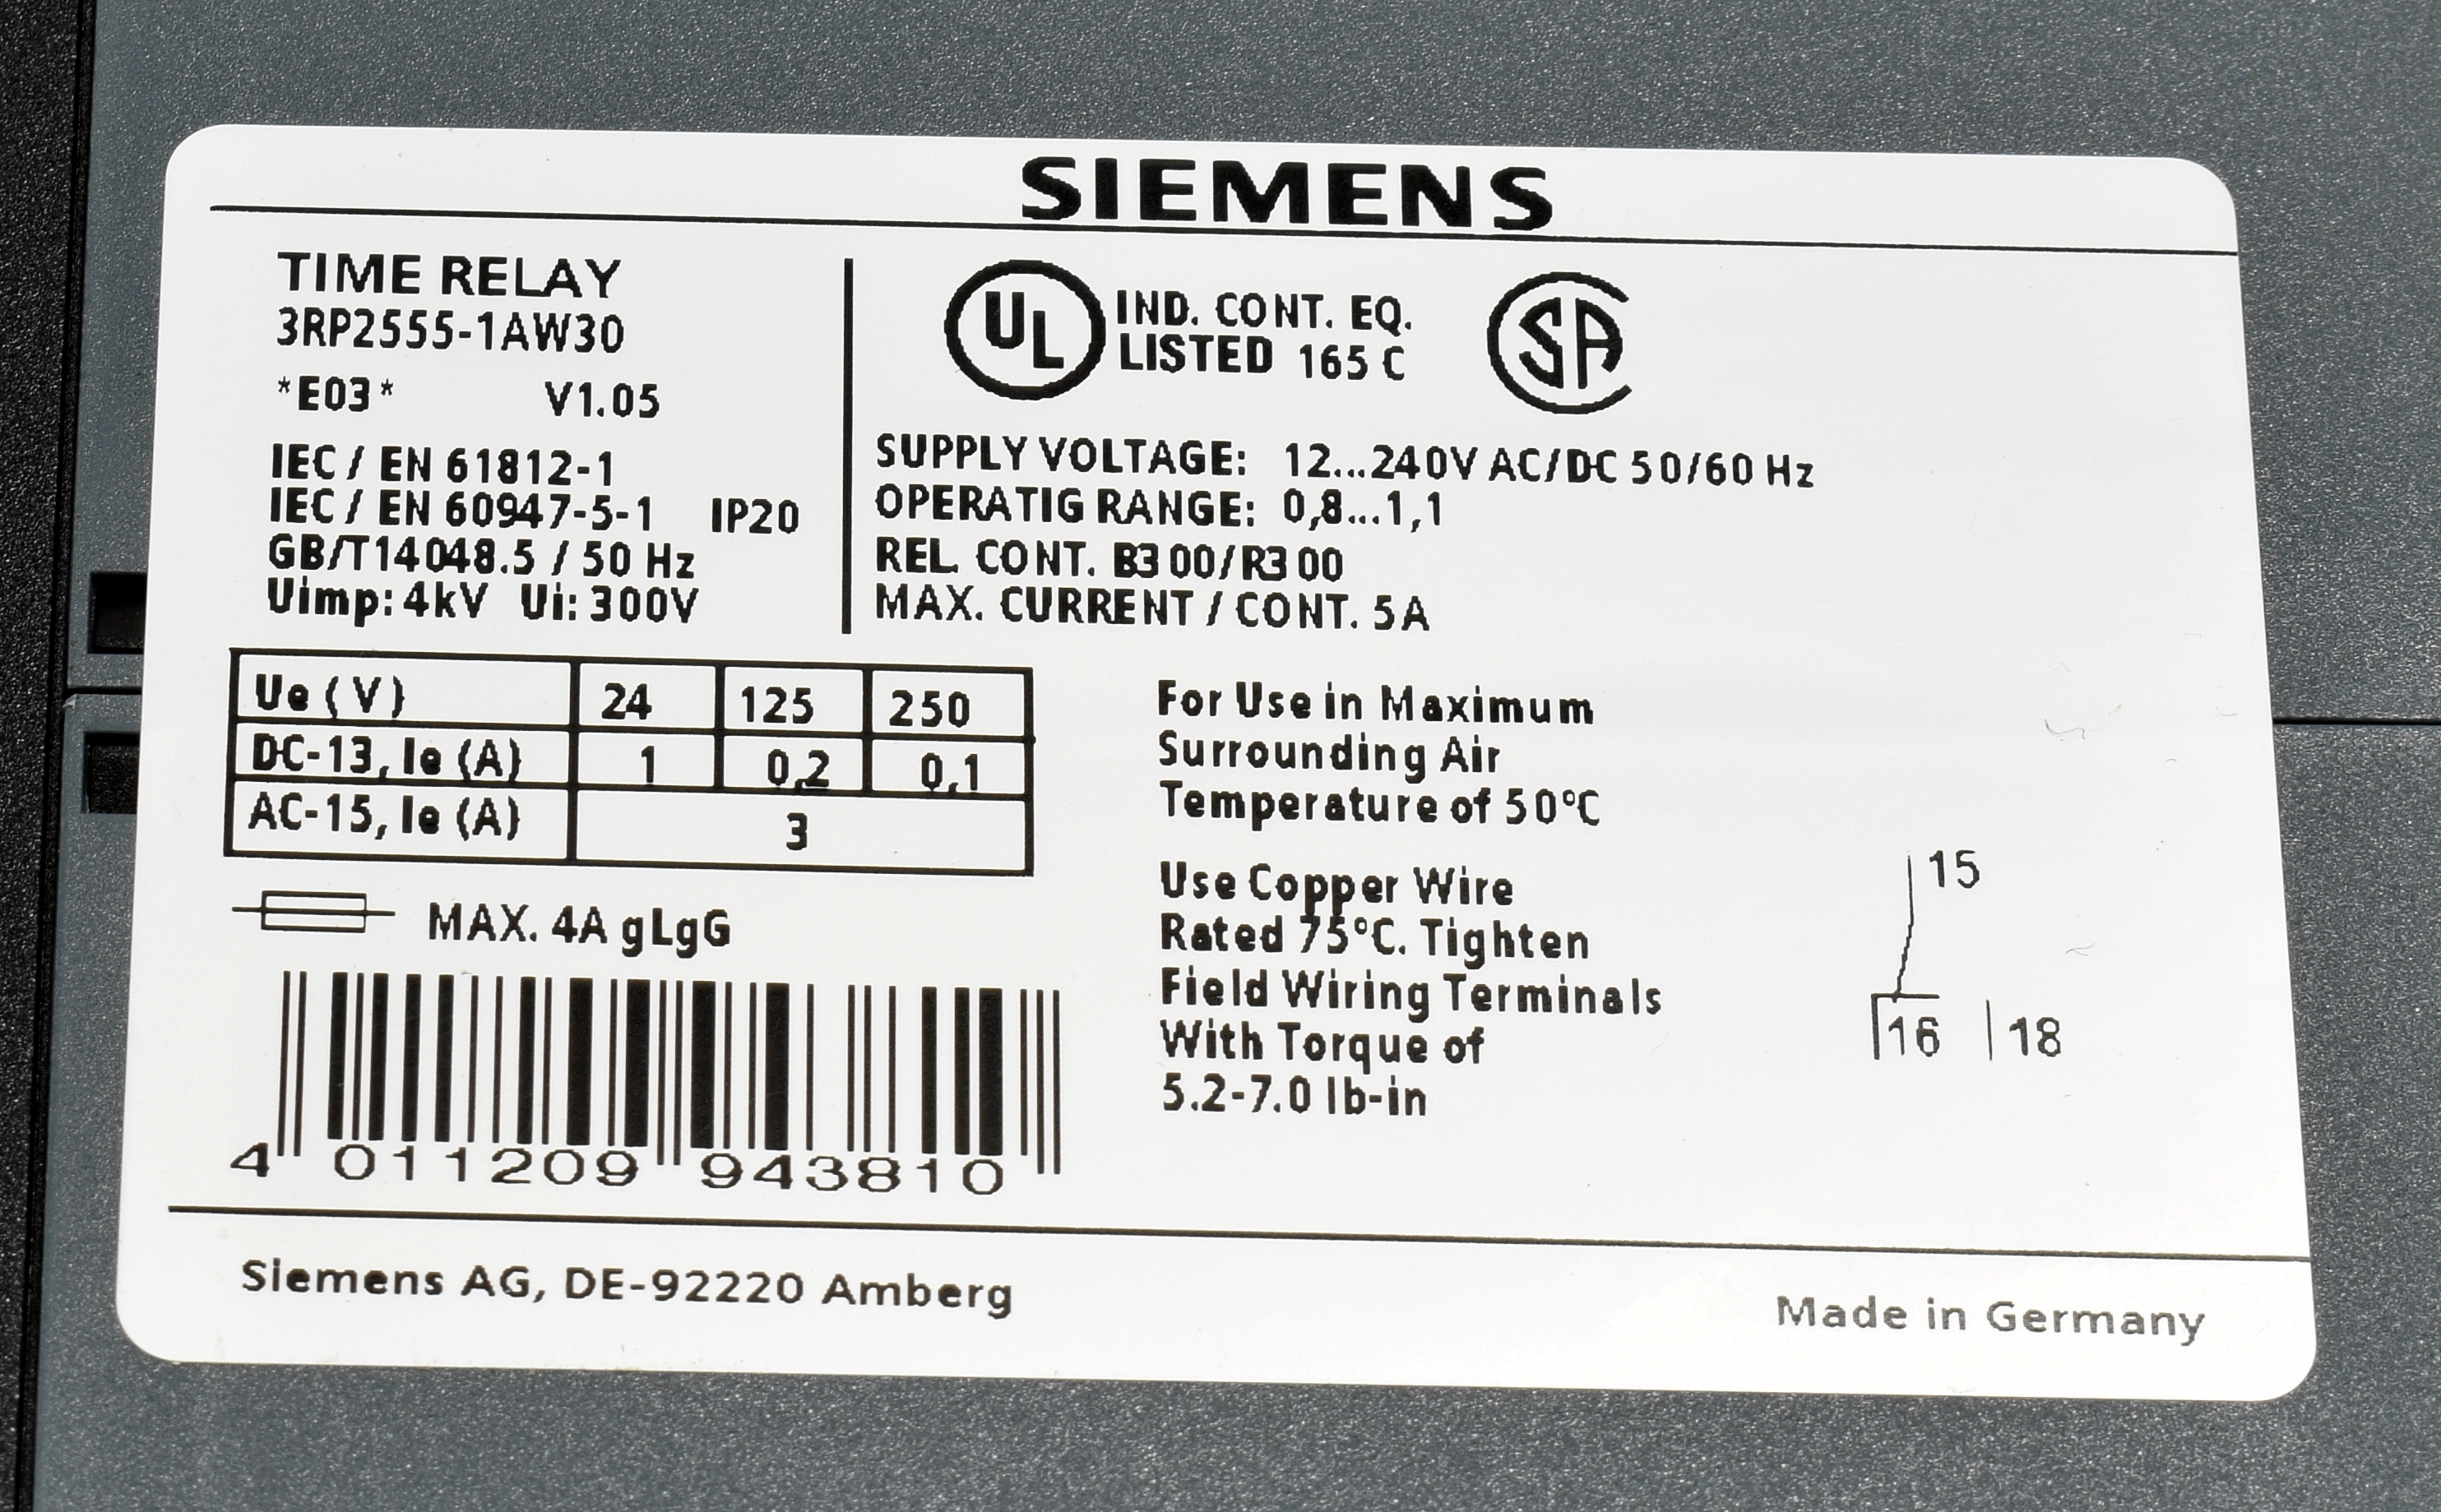 SIEMENS
TIME RELAY
3RP2555-1AW30
*E03* V1.05
IEC / EN 61812-1
IEC / EN 60947-5-1 IP20
GB/T14048.5 / 50 Hz
Uimp: 4kV Ui: 300V
UL IND. CONT. EQ.
LISTED 165 C
SA
SUPPLY VOLTAGE: 12...240V AC/DC 50/60 Hz
OPERATIG RANGE: 0,8...1,1
REL. CONT. B300/R300
MAX. CURRENT / CONT. 5A
Ue (V) 24 125 250
DC-13, Ie (A) 1 0,2 0,1
AC-15, Ie (A) 3
MAX. 4A gLgG
4 011209 943810
For Use in Maximum
Surrounding Air
Temperature of 50°C
Use Copper Wire
Rated 75°C. Tighten
Field Wiring Terminals
With Torque of
5.2-7.0 lb-in
15
16 18
Siemens AG, DE-92220 Amberg
Made in Germany